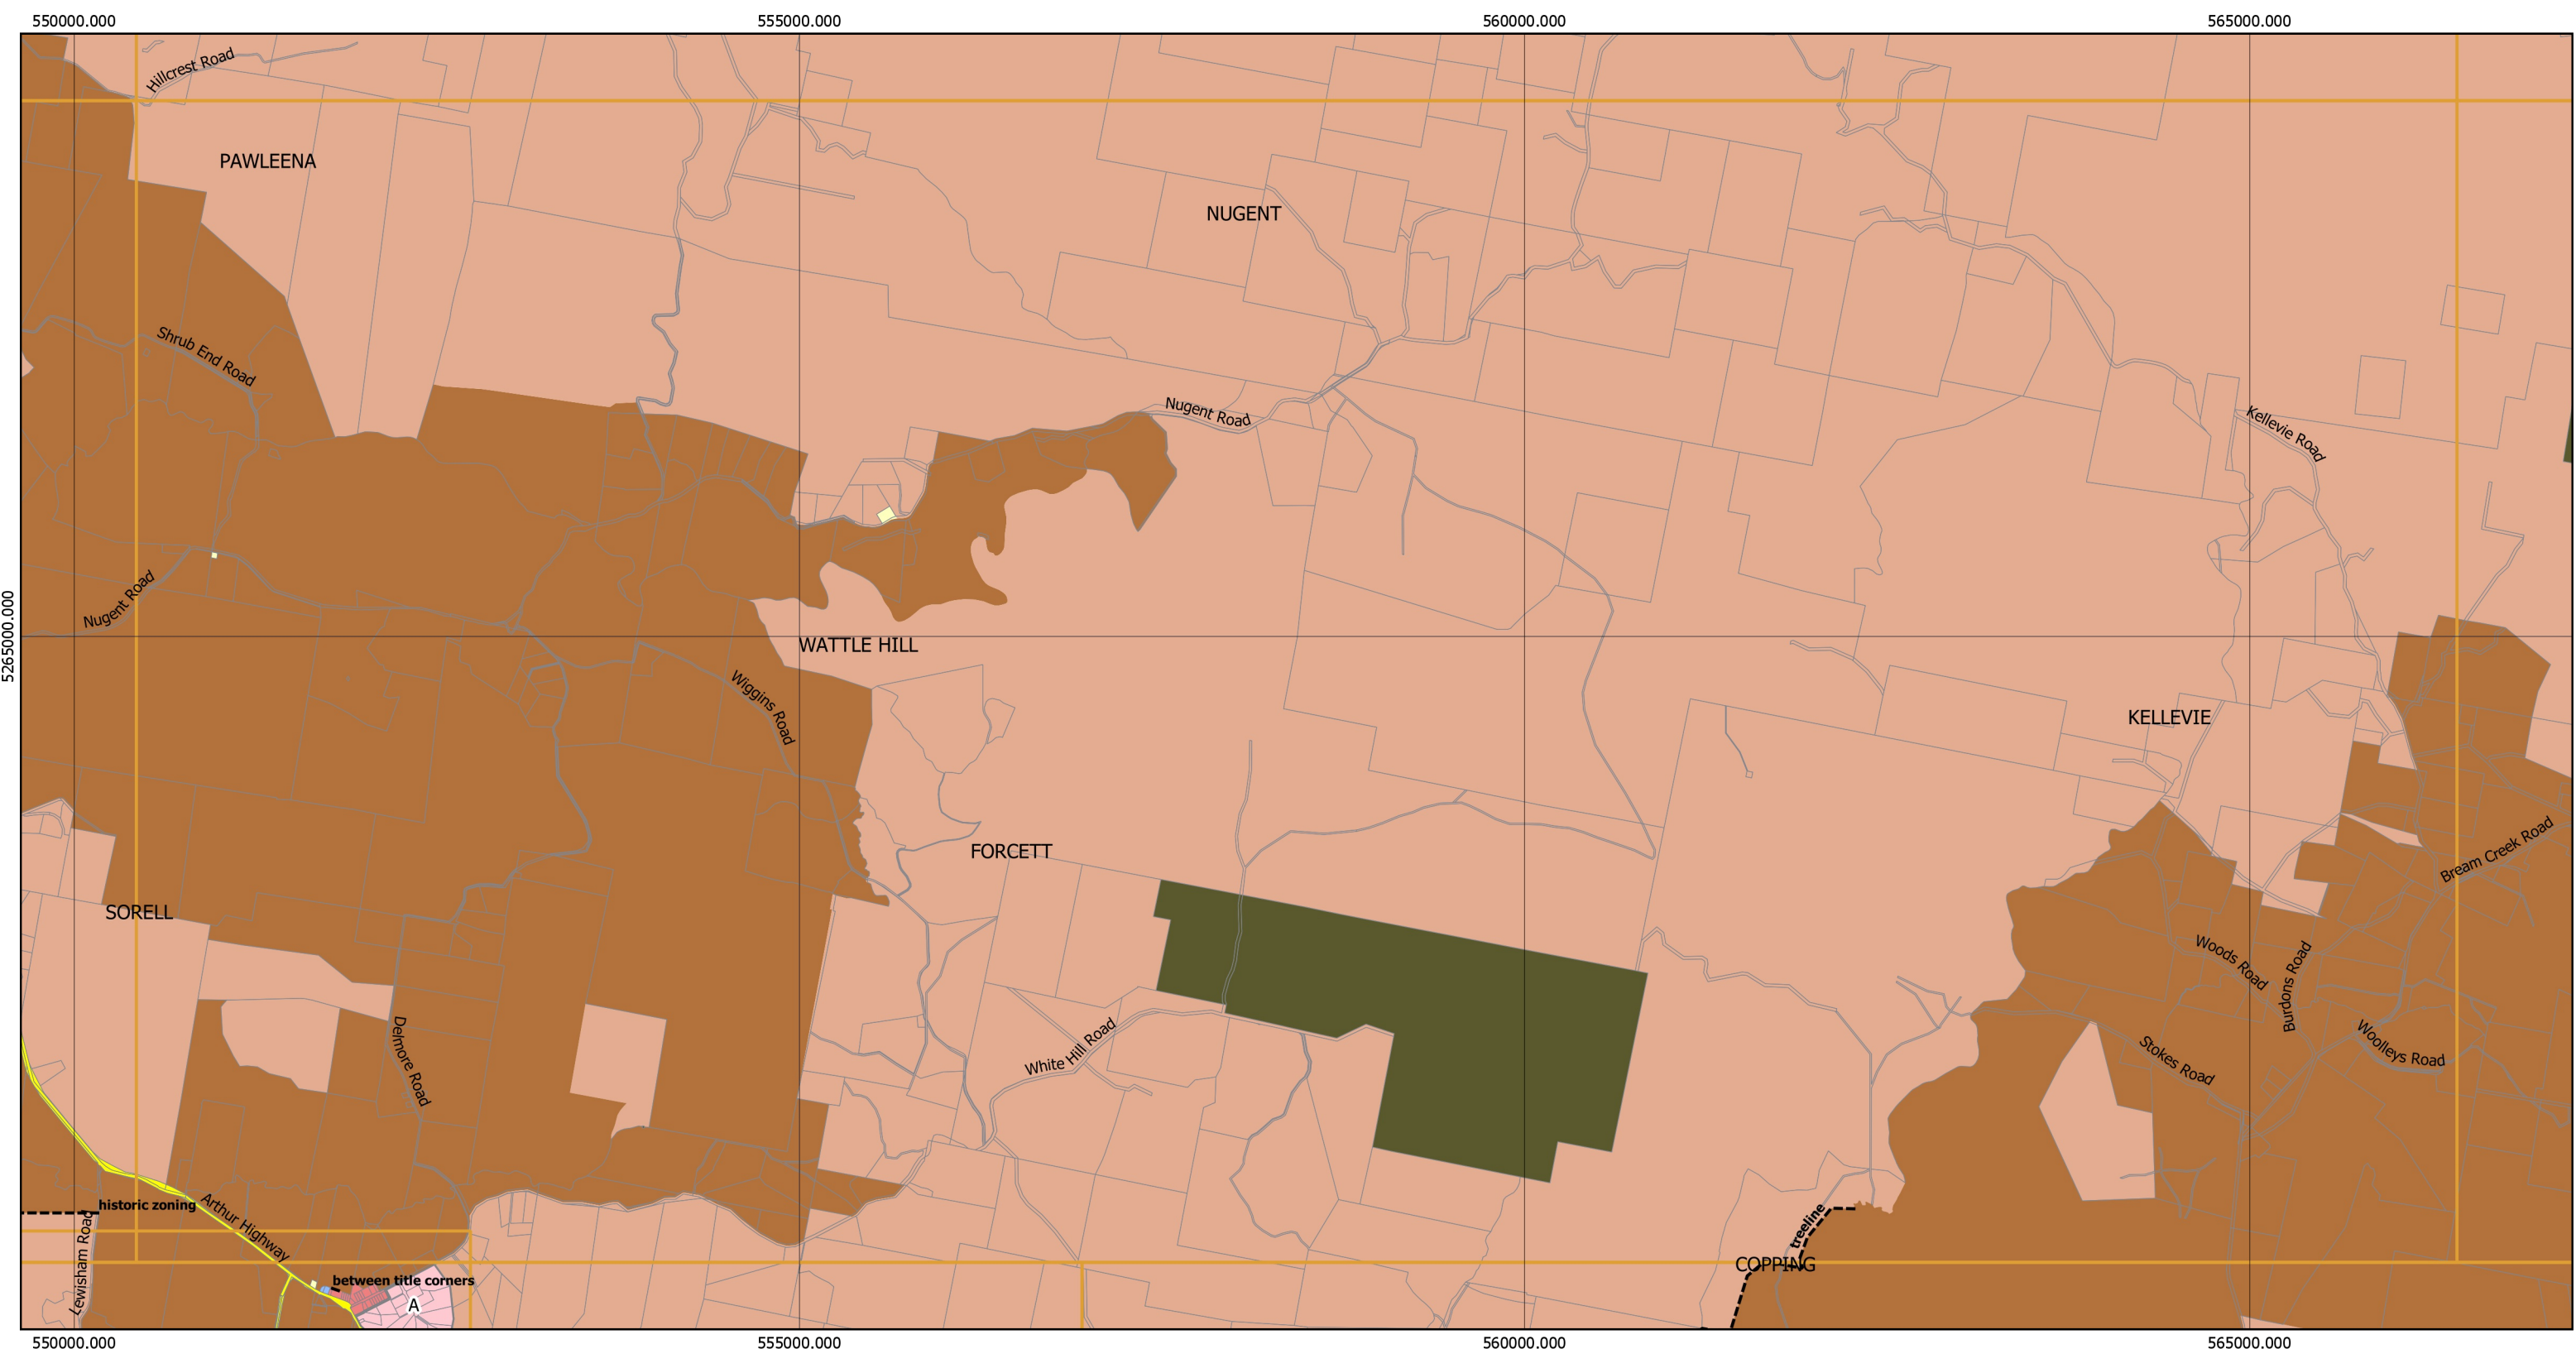 550000.000
555000.000
560000.000
565000.000
Hillcrest Road
PAWLEENA
NUGENT
Shrub End Road
Nugent Road
Kellevie Road
Nugent Road
5265000.000
WATTLE HILL
Wiggins Road
KELLEVIE
FORCETT
Bream Creek Road
SORELL
Woods Road
Burdons Road
Delmore Road
White Hill Road
Woolleys Road
Stokes Road
historic zoning
Arthur Highway
Lewisham Road
treeline
COPPING
between title corners
A
550000.000
555000.000
560000.000
565000.000